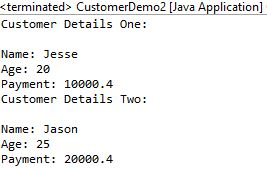 <terminated> CustomerDemo2 [Java Application]
Customer Details One:
Name: Jesse
Age: 20
Payment: 10000.4
Customer Details Two:
Name: Jason
Age: 25
Payment: 20000.4